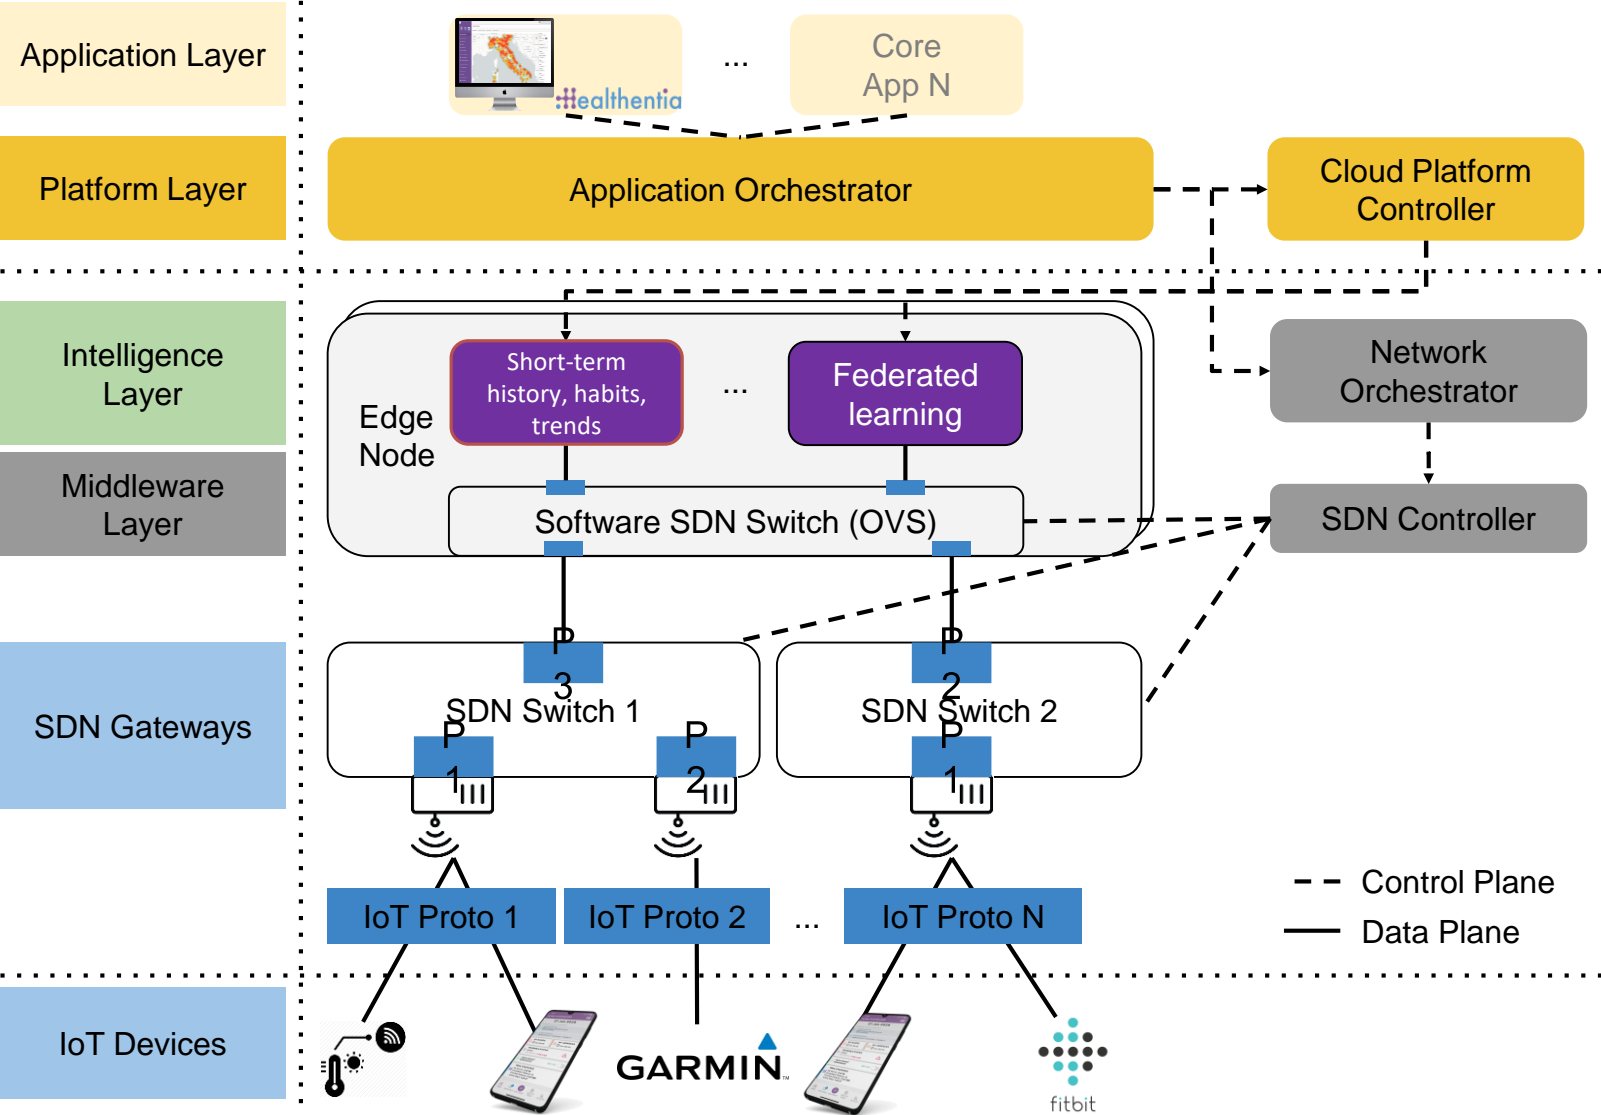 Application Layer
Healthentia
...
Core
App N
Platform Layer
Application Orchestrator
Cloud Platform
Controller
Intelligence
Layer
Edge
Node
Short-term
history, habits,
trends
...
Federated
learning
Network
Orchestrator
Middleware
Layer
Software SDN Switch (OVS)
SDN Controller
SDN Gateways
P
3
SDN Switch 1
P
1
P
2
P
2
SDN Switch 2
P
1
IoT Proto 1
IoT Proto 2
...
IoT Proto N
Control Plane
Data Plane
IoT Devices
GARMIN
fitbit